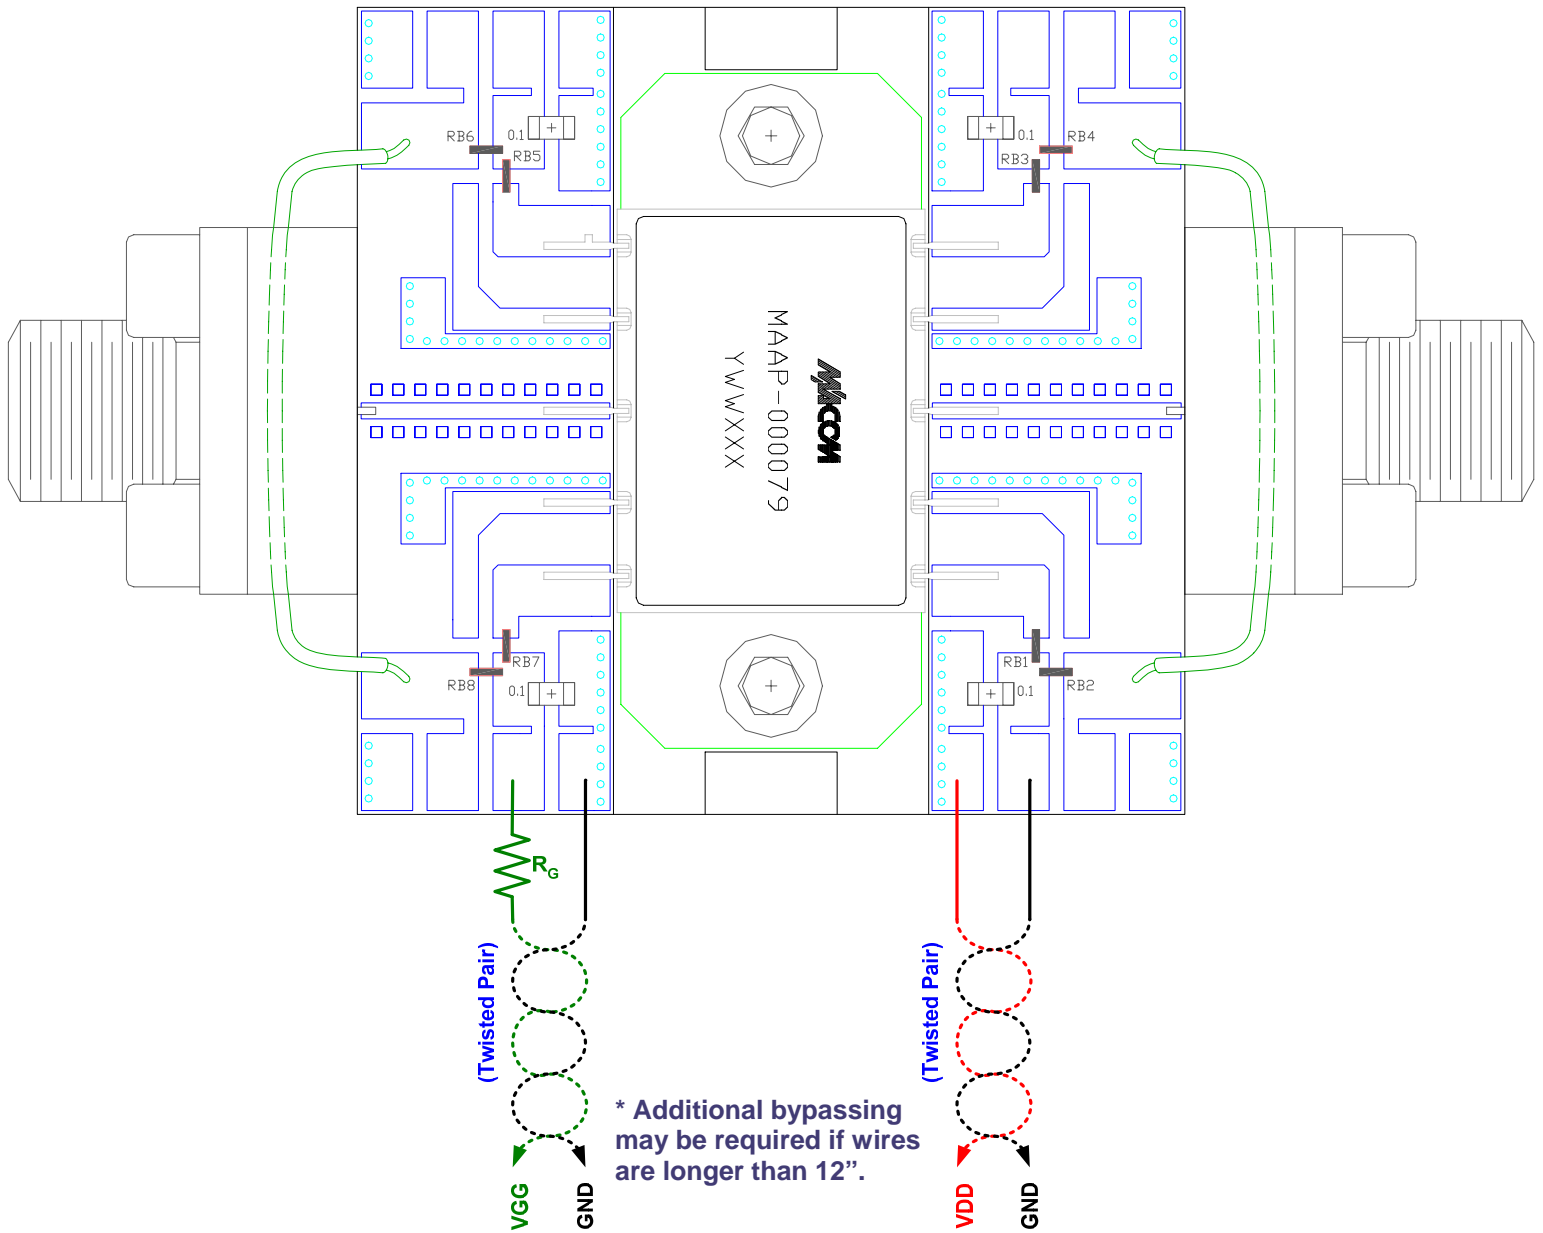 RB6
0.1
RB5
0.1
RB4
RB3
M/A-COM
MAAP-000079
YWWXXX
RB7
RB8
0.1
RB1
RB2
0.1
RG
(Twisted Pair)
(Twisted Pair)
* Additional bypassing
may be required if wires
are longer than 12”.
VGG
GND
VDD
GND